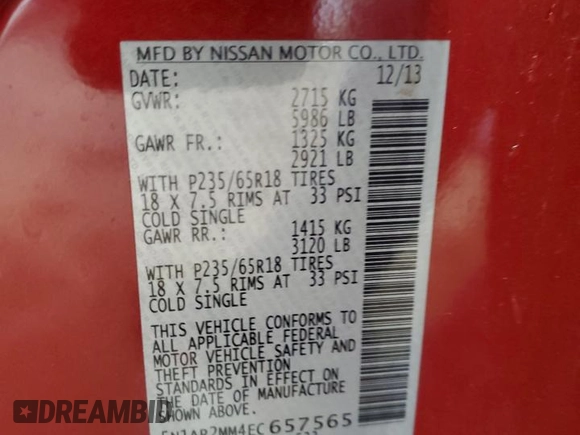 MFD BY NISSAN MOTOR CO., LTD.
DATE: 12/13
GVWR: 2715 KG
5986 LB
GAWR FR.: 1325 KG
2921 LB
WITH P235/65R18 TIRES
18 X 7.5 RIMS AT 33 PSI
COLD SINGLE
GAWR RR.: 1415 KG
3120 LB
WITH P235/65R18 TIRES
18 X 7.5 RIMS AT 33 PSI
COLD SINGLE
THIS VEHICLE CONFORMS TO
ALL APPLICABLE FEDERAL
MOTOR VEHICLE SAFETY AND
THEFT PREVENTION
STANDARDS IN EFFECT ON
THE DATE OF MANUFACTURE
SHOWN ABOVE.
5N1AR2MM4EC657565
DREAMBID